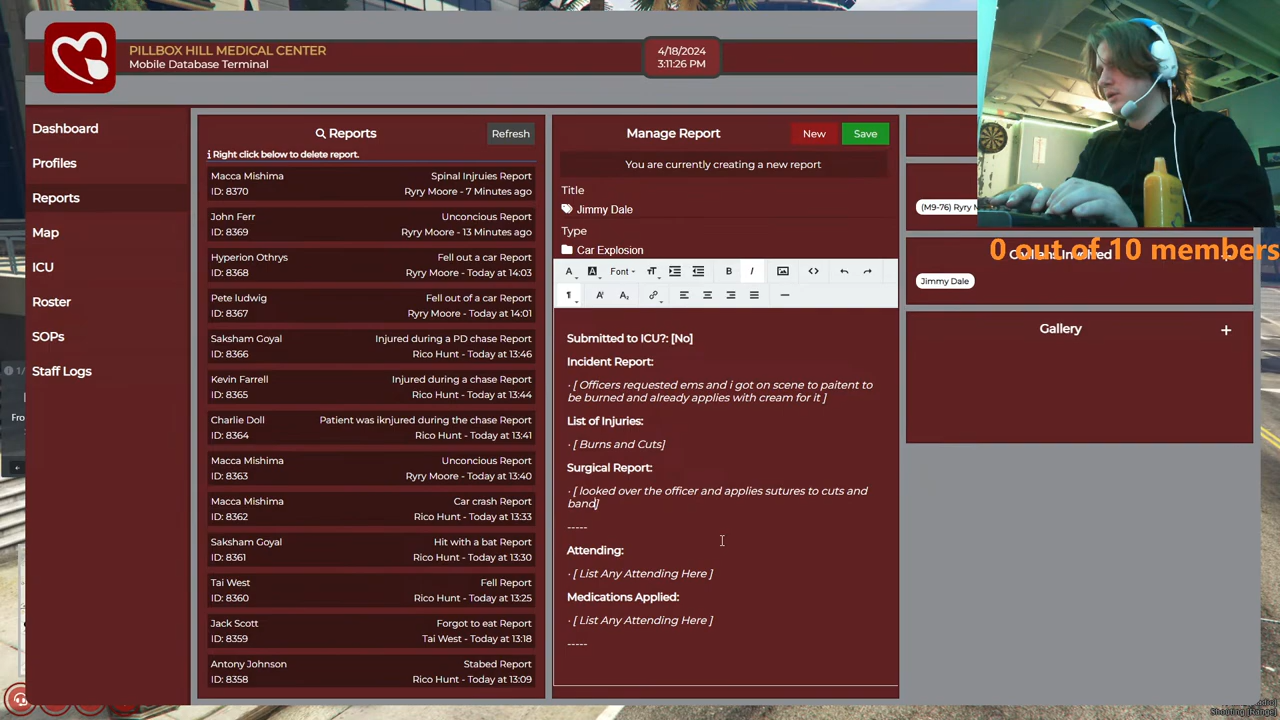 PILLBOX HILL MEDICAL CENTER
Mobile Database Terminal
4/18/2024
3:11:26 PM
Dashboard
Profiles
Reports
Map
ICU
Roster
SOPs
Staff Logs
Reports
Refresh
Right click below to delete report.
Macca Mishima Spinal Injruies Report
ID: 8370 Ryry Moore - 7 Minutes ago
John Ferr Unconcious Report
ID: 8369 Ryry Moore - 13 Minutes ago
Hyperion Othrys Fell out a car Report
ID: 8368 Ryry Moore - Today at 14:03
Pete ludwig Fell out of a car Report
ID: 8367 Ryry Moore - Today at 14:01
Saksham Goyal Injured during a PD chase Report
ID: 8366 Rico Hunt - Today at 13:46
Kevin Farrell Injured during a chase Report
ID: 8365 Rico Hunt - Today at 13:44
Charlie Doll Patient was iknjured during the chase Report
ID: 8364 Rico Hunt - Today at 13:41
Macca Mishima Unconcious Report
ID: 8363 Ryry Moore - Today at 13:40
Macca Mishima Car crash Report
ID: 8362 Rico Hunt - Today at 13:33
Saksham Goyal Hit with a bat Report
ID: 8361 Rico Hunt - Today at 13:30
Tai West Fell Report
ID: 8360 Rico Hunt - Today at 13:25
Jack Scott Forgot to eat Report
ID: 8359 Tai West - Today at 13:18
Antony Johnson Stabed Report
ID: 8358 Rico Hunt - Today at 13:09
Manage Report
New
Save
You are currently creating a new report
Title
Jimmy Dale
Type
Car Explosion
Font
Submitted to ICU?: [No]
Incident Report:
· [ Officers requested ems and i got on scene to paitent to
be burned and already applies with cream for it ]
List of Injuries:
· [ Burns and Cuts]
Surgical Report:
· [ looked over the officer and applies sutures to cuts and
band]
-----
Attending:
· [ List Any Attending Here ]
Medications Applied:
· [ List Any Attending Here ]
-----
(M9-76) Ryry M
0 out of 10 members
Jimmy Dale
Gallery